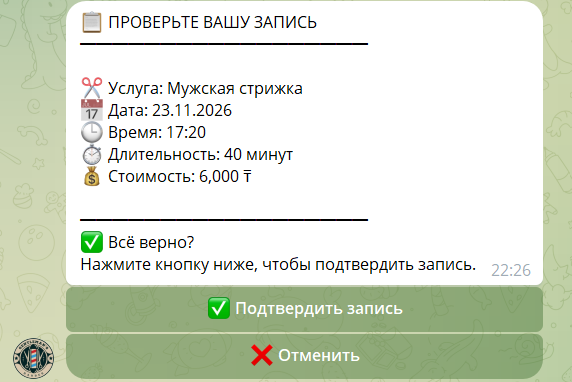 📋 ПРОВЕРЬТЕ ВАШУ ЗАПИСЬ
✂️ Услуга: Мужская стрижка
📅 Дата: 23.11.2026
🕒 Время: 17:20
⏱ Длительность: 40 минут
💰 Стоимость: 6,000 ₸
✅ Всё верно?
Нажмите кнопку ниже, чтобы подтвердить запись.
22:26
✅ Подтвердить запись
❌ Отменить